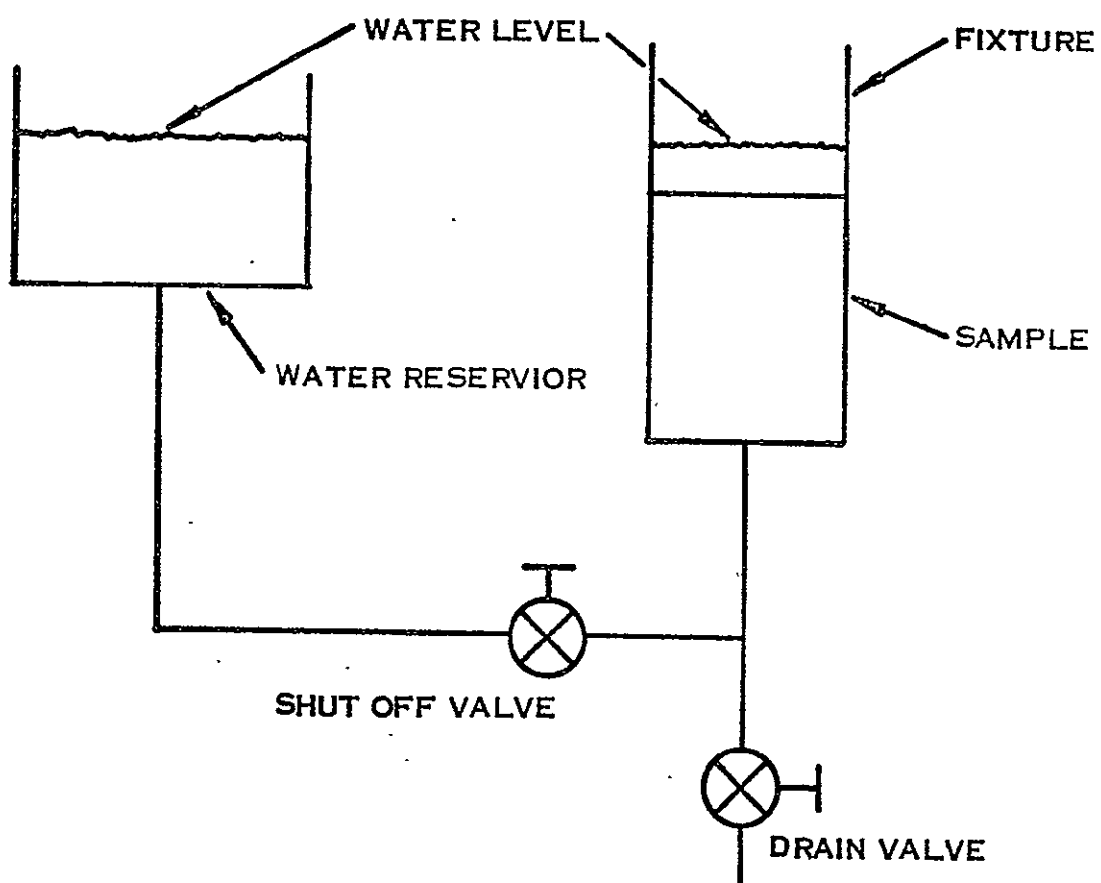 WATER LEVEL
FIXTURE
SAMPLE
WATER RESERVIOR
SHUT OFF VALVE
DRAIN VALVE